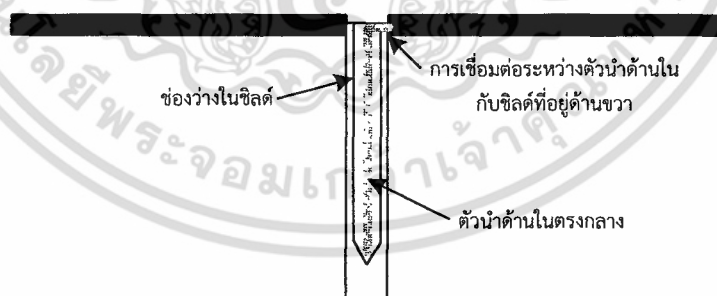 ช่องว่างในชิลด์
การเชื่อมต่อระหว่างตัวนำด้านใน
กับชิลด์ที่อยู่ด้านขวา
ตัวนำด้านในตรงกลาง